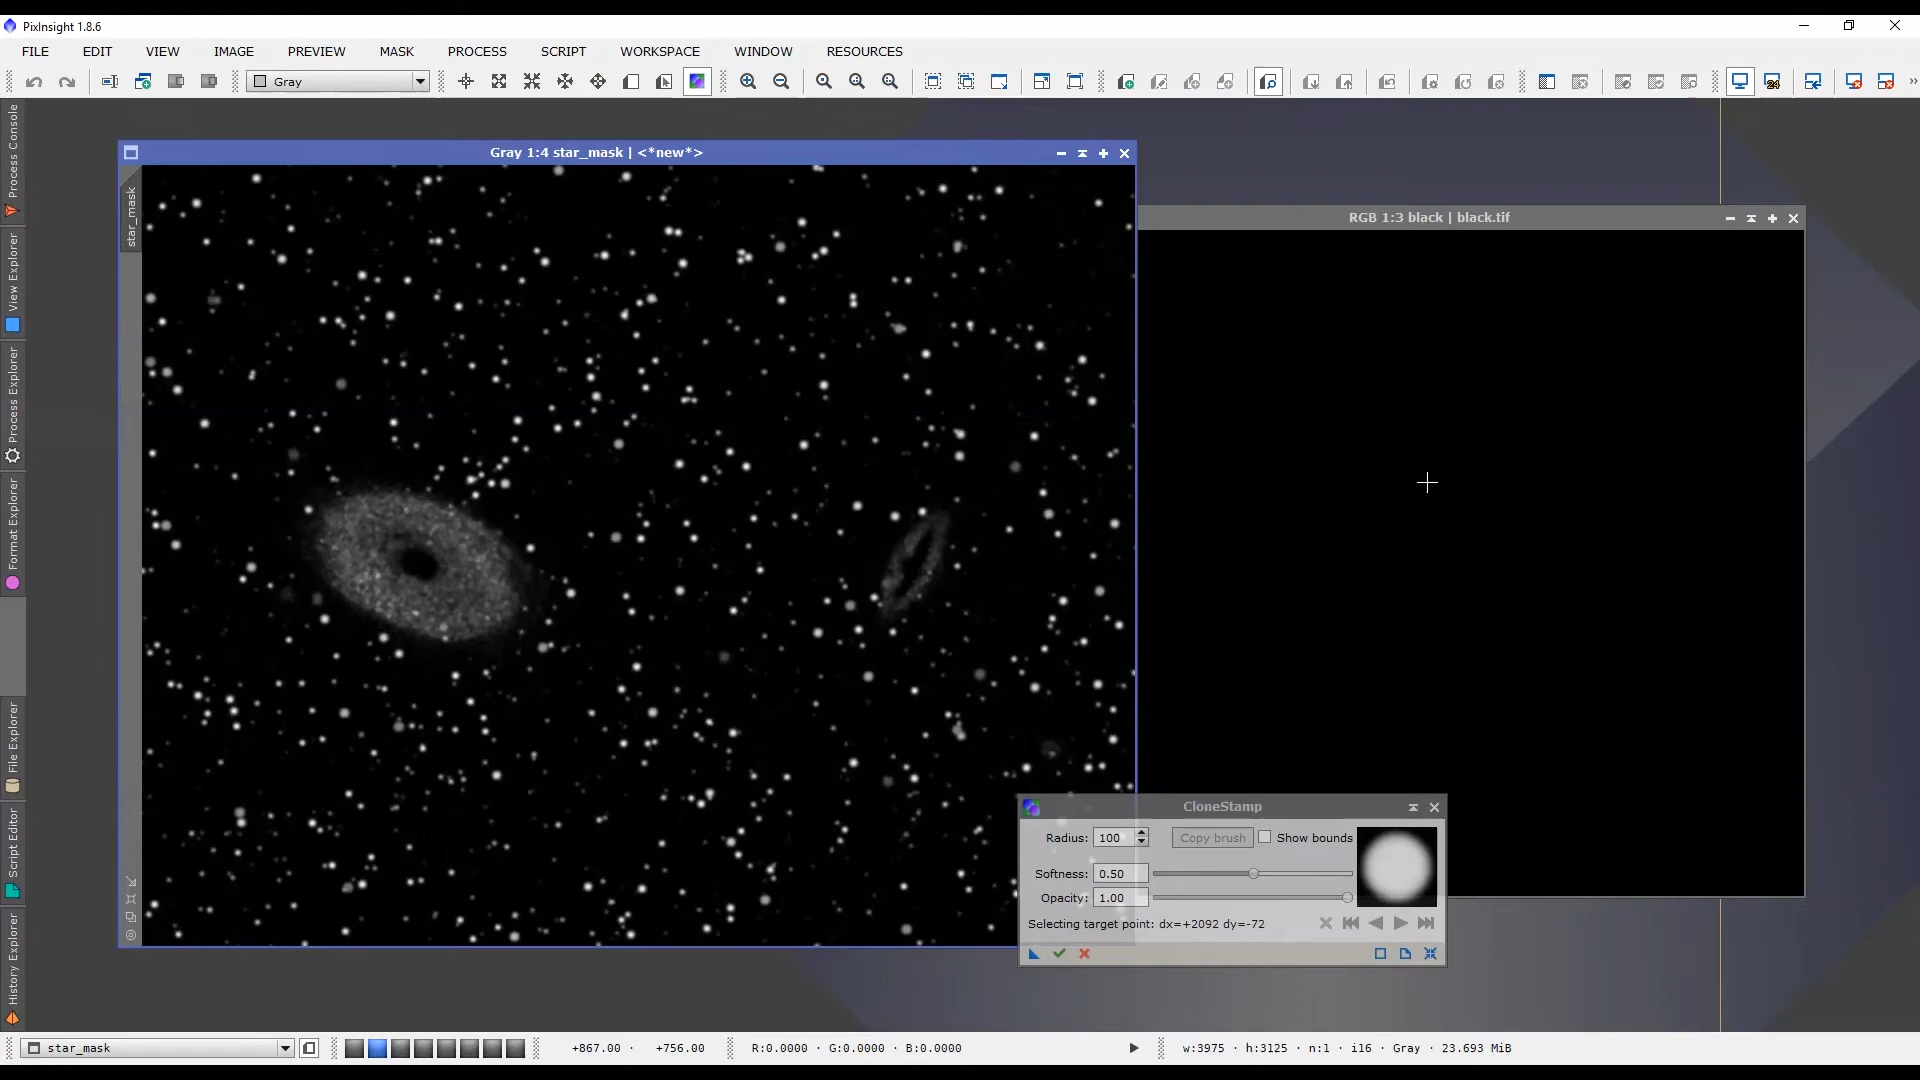 PixInsight 1.8.6
FILE EDIT VIEW IMAGE PREVIEW MASK PROCESS SCRIPT WORKSPACE WINDOW RESOURCES
Gray
24
»
Process Console
View Explorer
Process Explorer
Format Explorer
File Explorer
Script Editor
History Explorer
Gray 1:4 star_mask | <*new*>
star_mask
RGB 1:3 black | black.tif
CloneStamp
Radius: 100 Copy brush Show bounds
Softness: 0.50
Opacity: 1.00
Selecting target point: dx=+2092 dy=-72
star_mask +867.00 · +756.00 R:0.0000 · G:0.0000 · B:0.0000 w:3975 · h:3125 · n:1 · i16 · Gray · 23.693 MiB